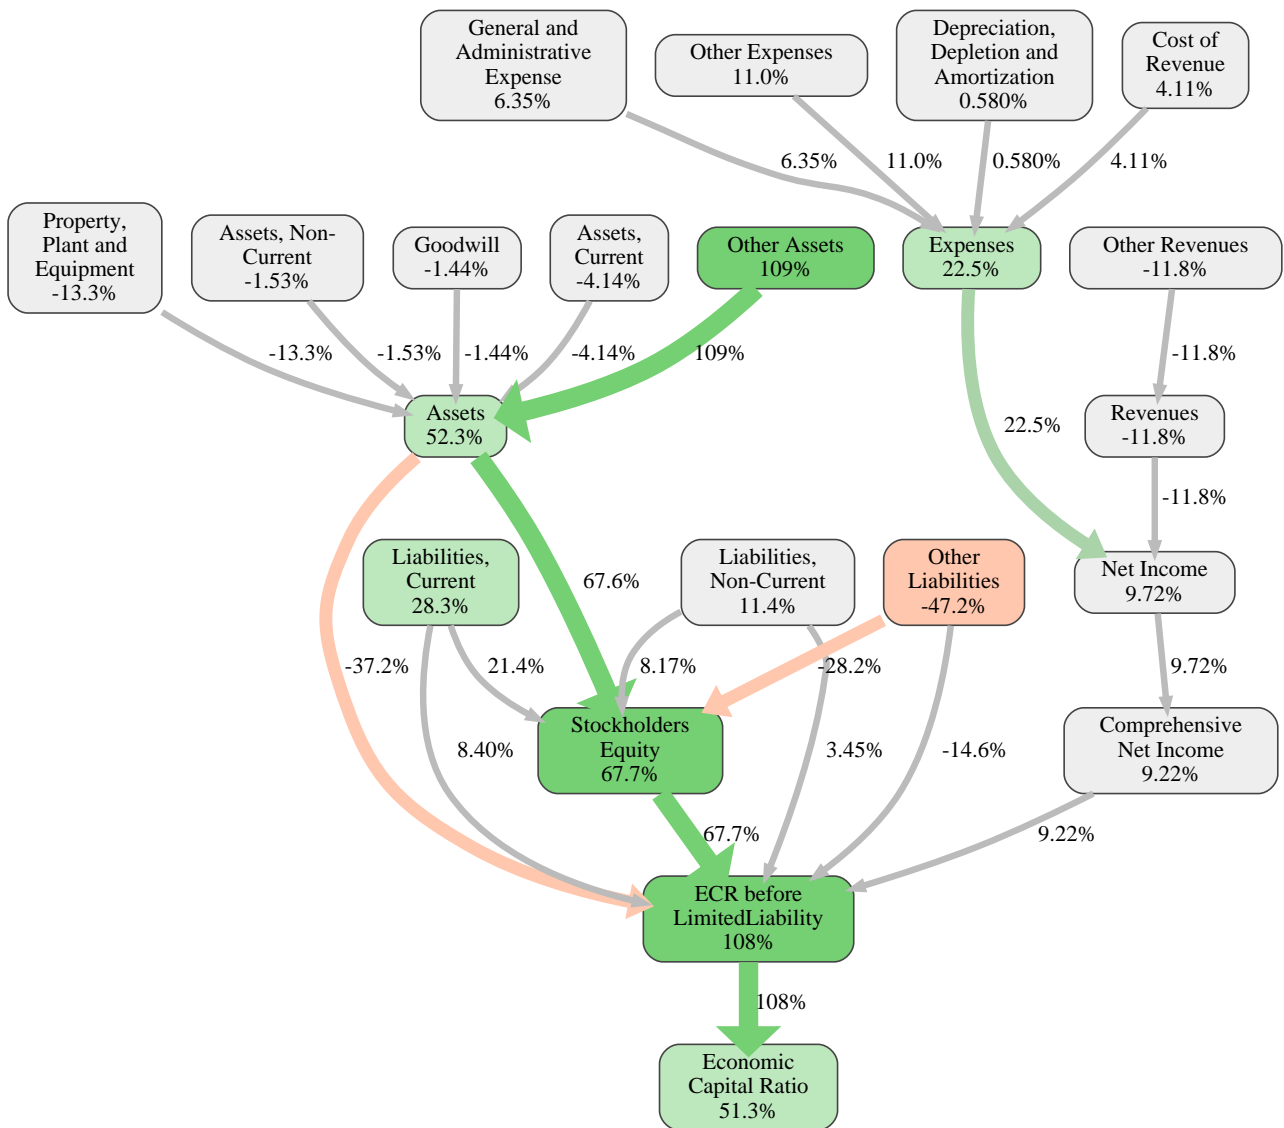 General and
Administrative
Expense
6.35%
Other Expenses
11.0%
Depreciation,
Depletion and
Amortization
0.580%
Cost of
Revenue
4.11%
6.35%
11.0%
0.580%
4.11%
Property,
Plant and
Equipment
-13.3%
Assets, Non-
Current
-1.53%
Goodwill
-1.44%
Assets,
Current
-4.14%
Other Assets
109%
Expenses
22.5%
Other Revenues
-11.8%
-13.3%
-1.53%
-1.44%
-4.14%
109%
-11.8%
Assets
52.3%
22.5%
Revenues
-11.8%
-11.8%
Liabilities,
Current
28.3%
67.6%
Liabilities,
Non-Current
11.4%
Other
Liabilities
-47.2%
Net Income
9.72%
-37.2%
21.4%
8.17%
-28.2%
9.72%
Stockholders
Equity
67.7%
8.40%
3.45%
-14.6%
Comprehensive
Net Income
9.22%
67.7%
9.22%
ECR before
LimitedLiability
108%
108%
Economic
Capital Ratio
51.3%